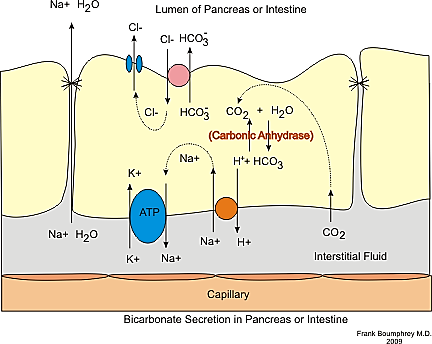 Na+ H₂O
Lumen of Pancreas or Intestine
Cl-
Cl- HCO₃⁻
Cl- HCO₃⁻
CO₂ + H₂O
(Carbonic Anhydrase)
Na+
H⁺+ HCO₃
K+
ATP
Na+ H₂O
Na+ H+
CO₂
K+ Na+
Interstitial Fluid
Capillary
Bicarbonate Secretion in Pancreas or Intestine
Frank Boumphrey M.D.
2009